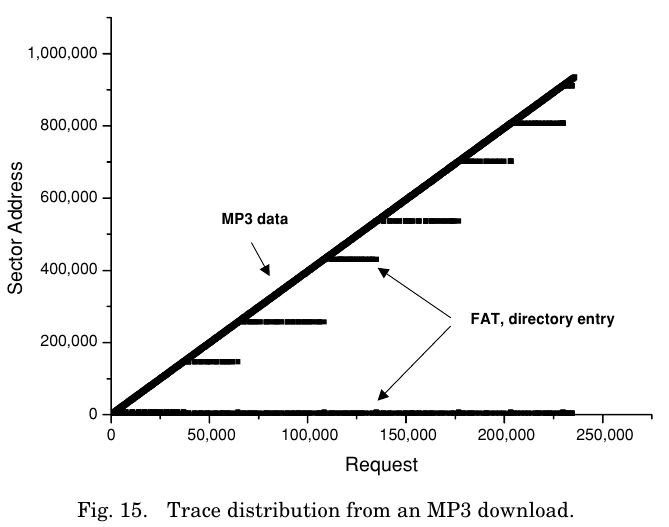 1,000,000
800,000
600,000
400,000
200,000
0
Sector Address
MP3 data
FAT, directory entry
0 50,000 100,000 150,000 200,000 250,000
Request
Fig. 15. Trace distribution from an MP3 download.